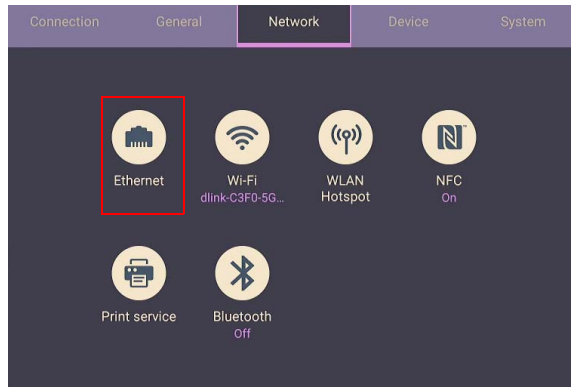 Connection General Network Device System
Ethernet Wi-Fi WLAN NFC
dlink-C3F0-5G... Hotspot On
Print service Bluetooth
Off